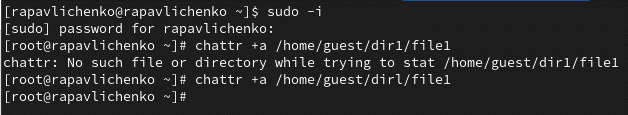 [rapavlichenko@rapavlichenko ~]$ sudo -i
[sudo] password for rapavlichenko:
[root@rapavlichenko ~]# chattr +a /home/guest/dir1/file1
chattr: No such file or directory while trying to stat /home/guest/dir1/file1
[root@rapavlichenko ~]# chattr +a /home/guest/dirl/file1
[root@rapavlichenko ~]#